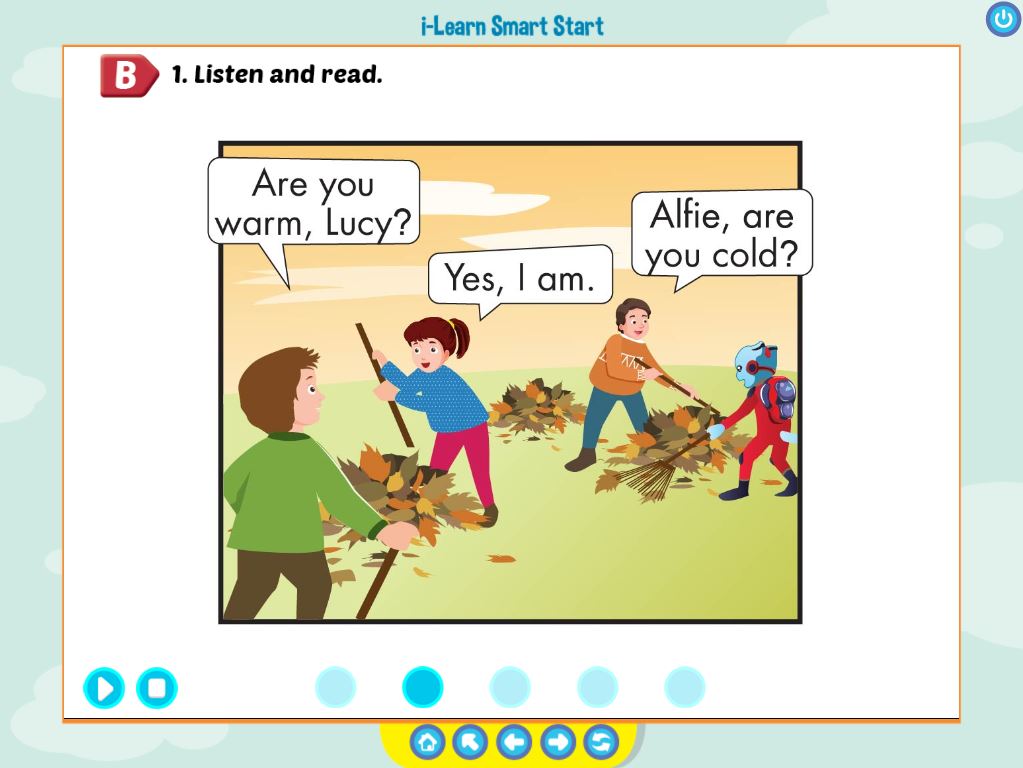 i-Learn Smart Start
B
1. Listen and read.
Are you
warm, Lucy?
Yes, I am.
Alfie, are
you cold?